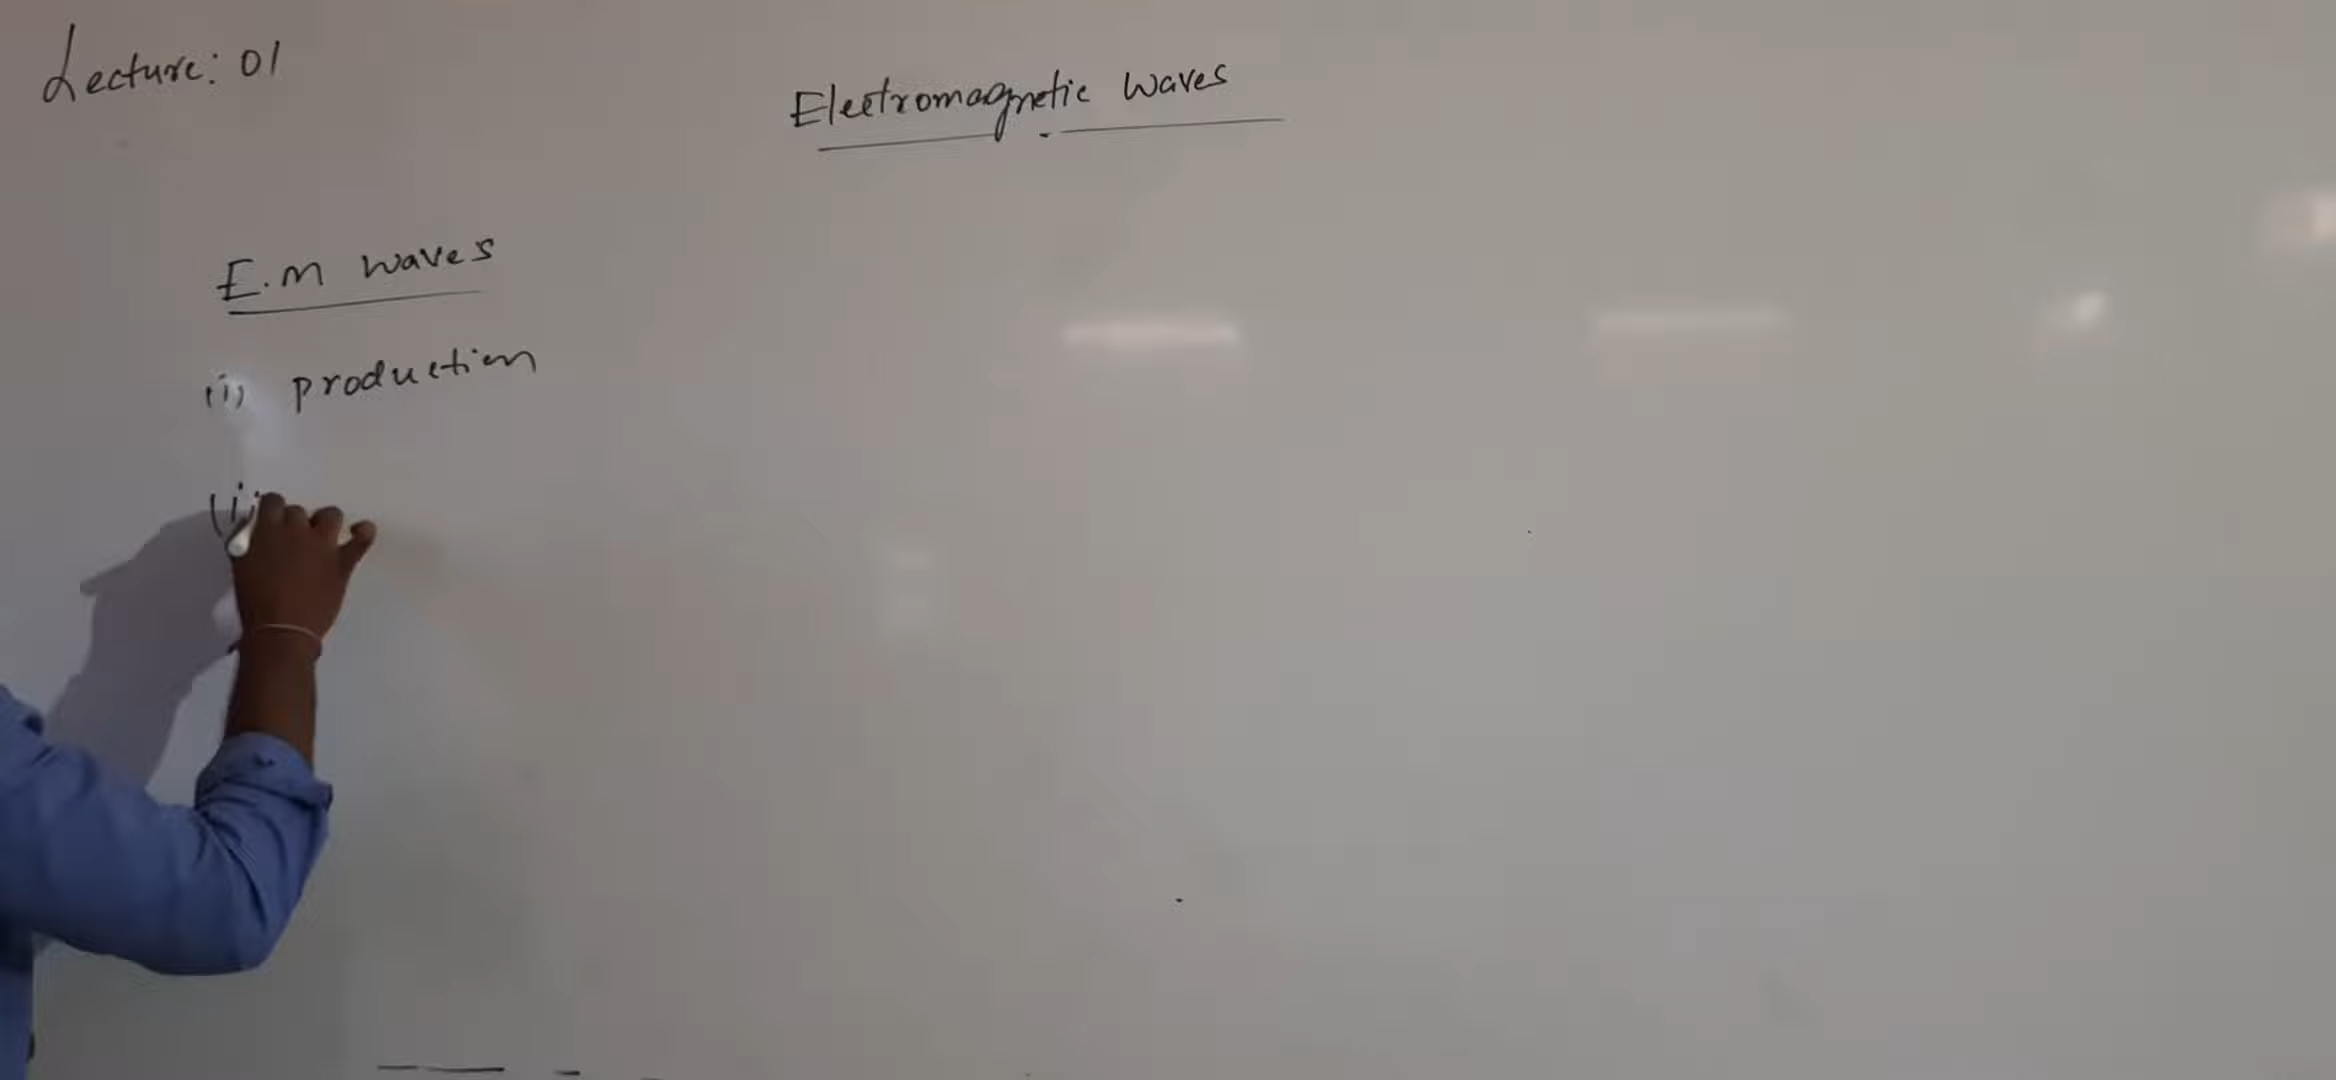 Lecture: 01
Electromagnetic waves
E.m waves
(i) production
(ii